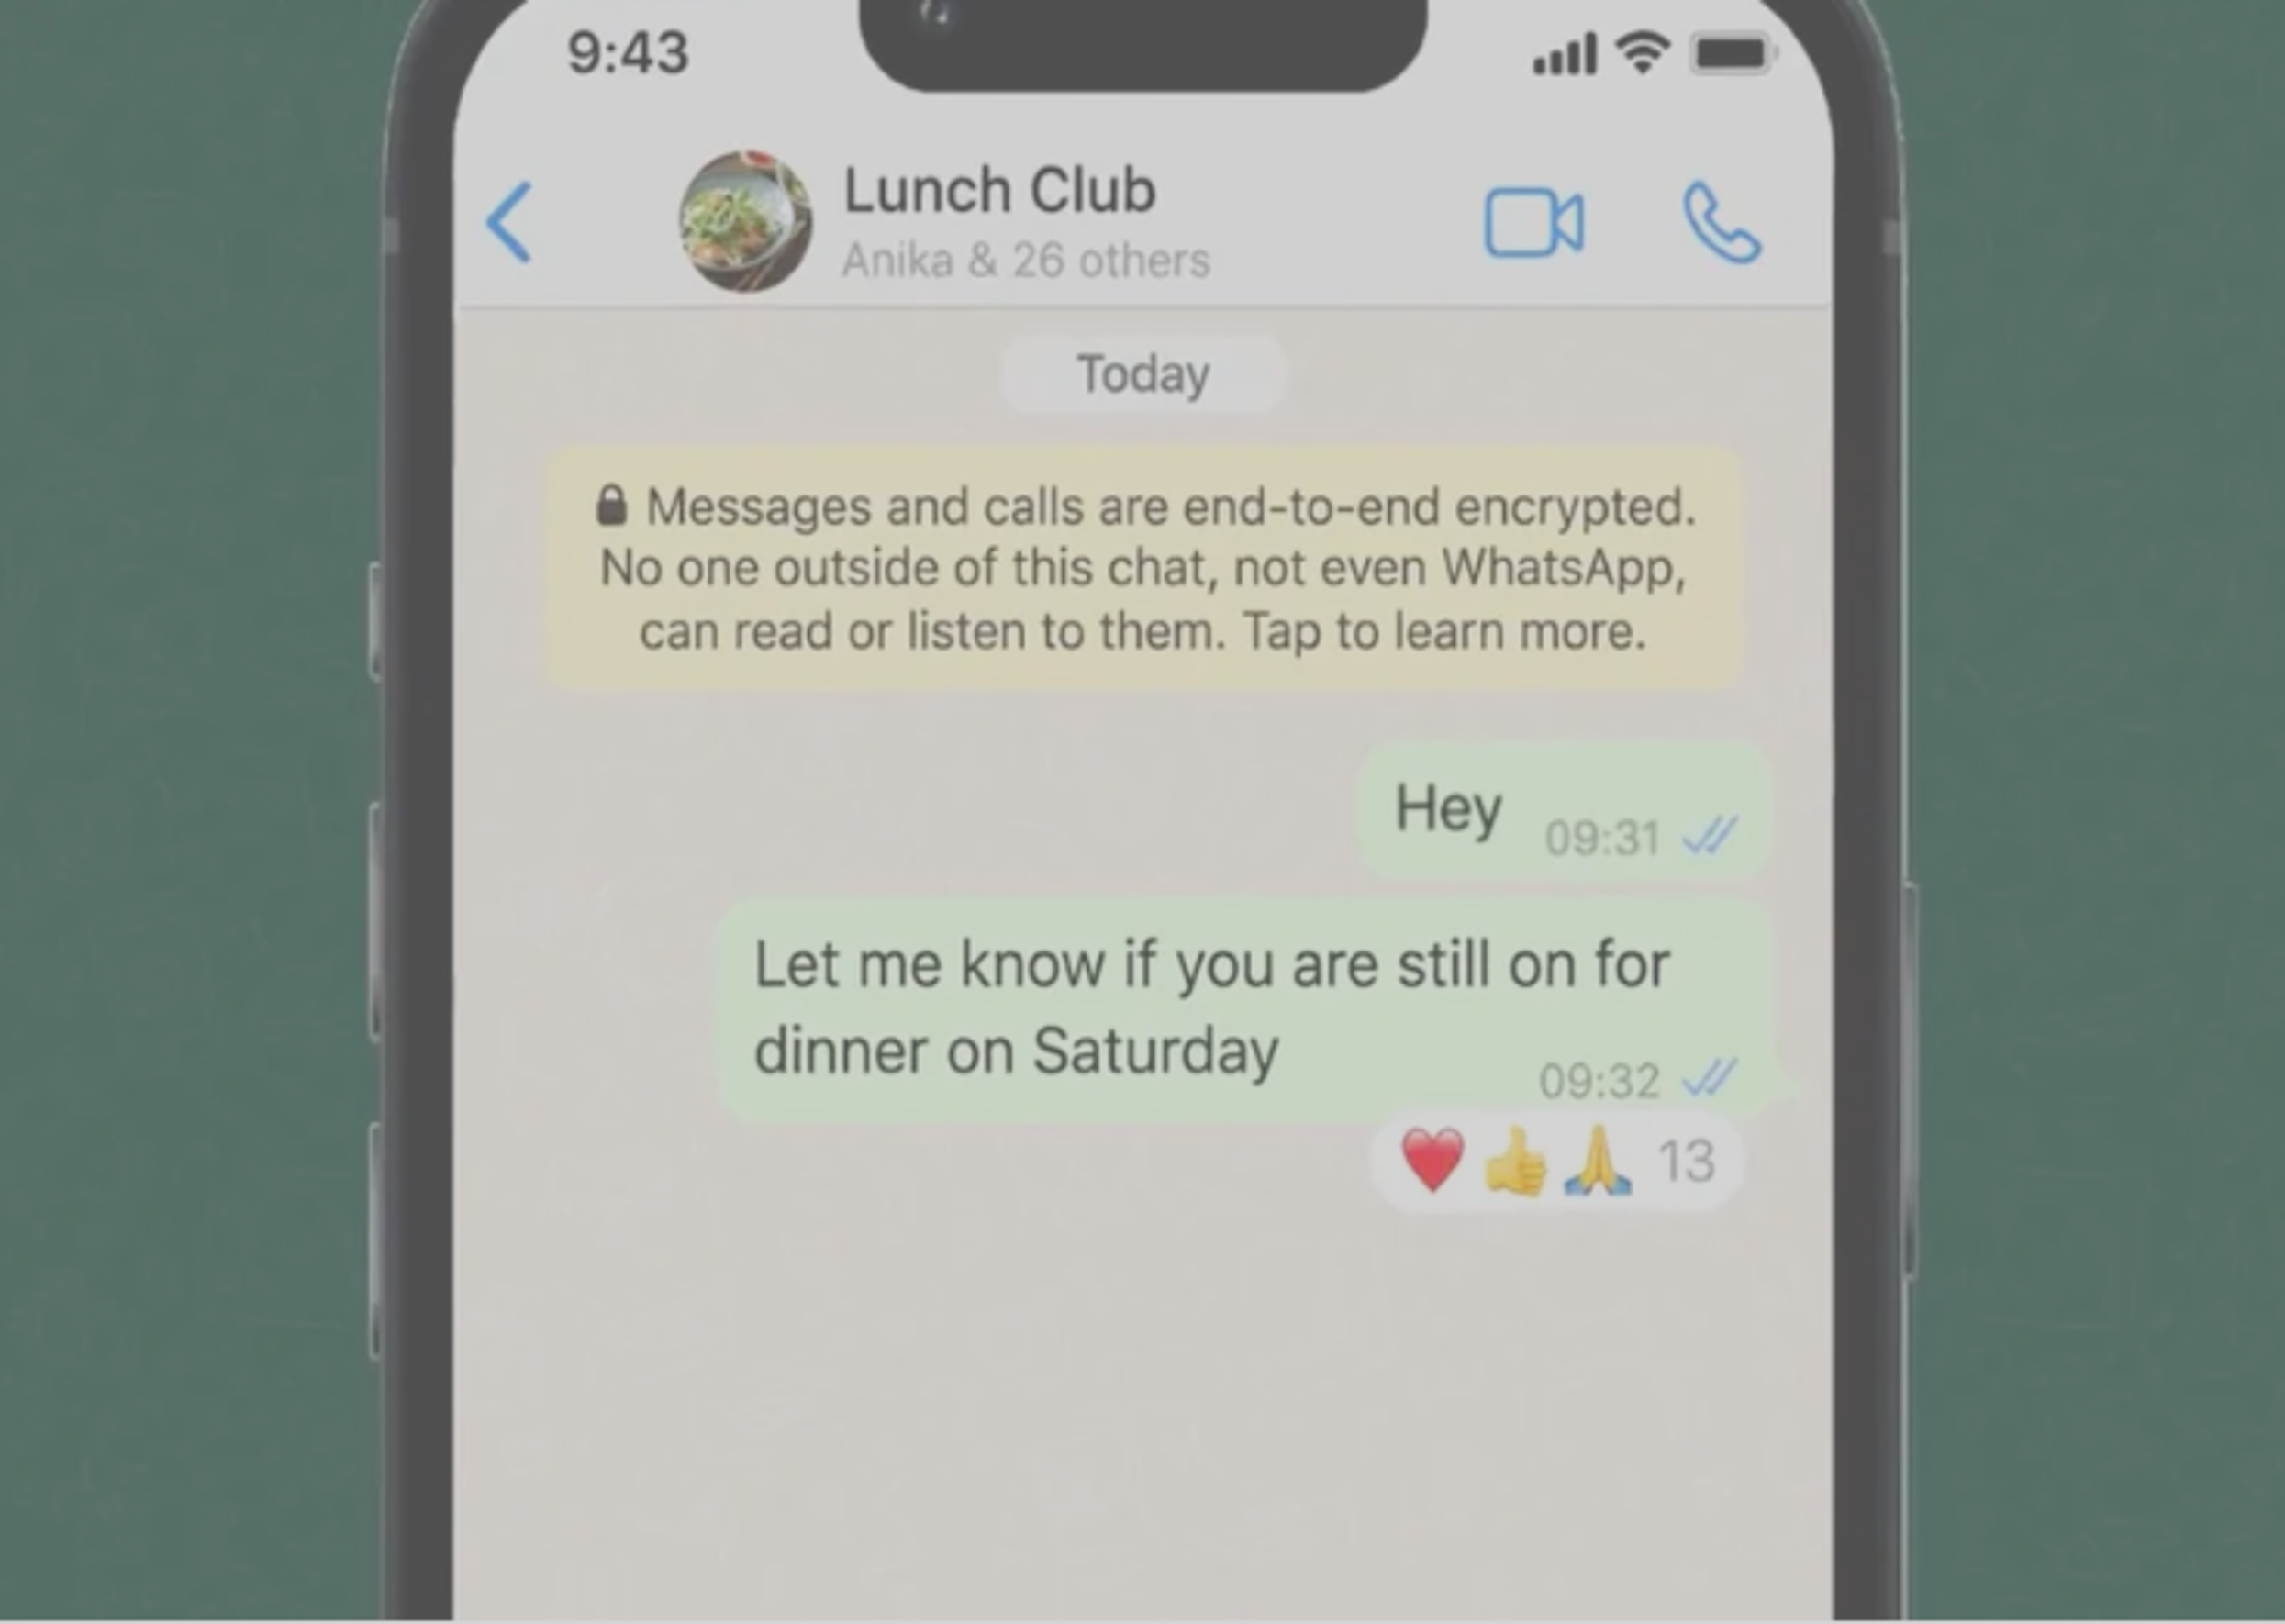 9:43
Lunch Club
Anika & 26 others
Today
🔒 Messages and calls are end-to-end encrypted.
No one outside of this chat, not even WhatsApp,
can read or listen to them. Tap to learn more.
Hey
09:31
Let me know if you are still on for
dinner on Saturday
09:32
❤️👍🙏 13